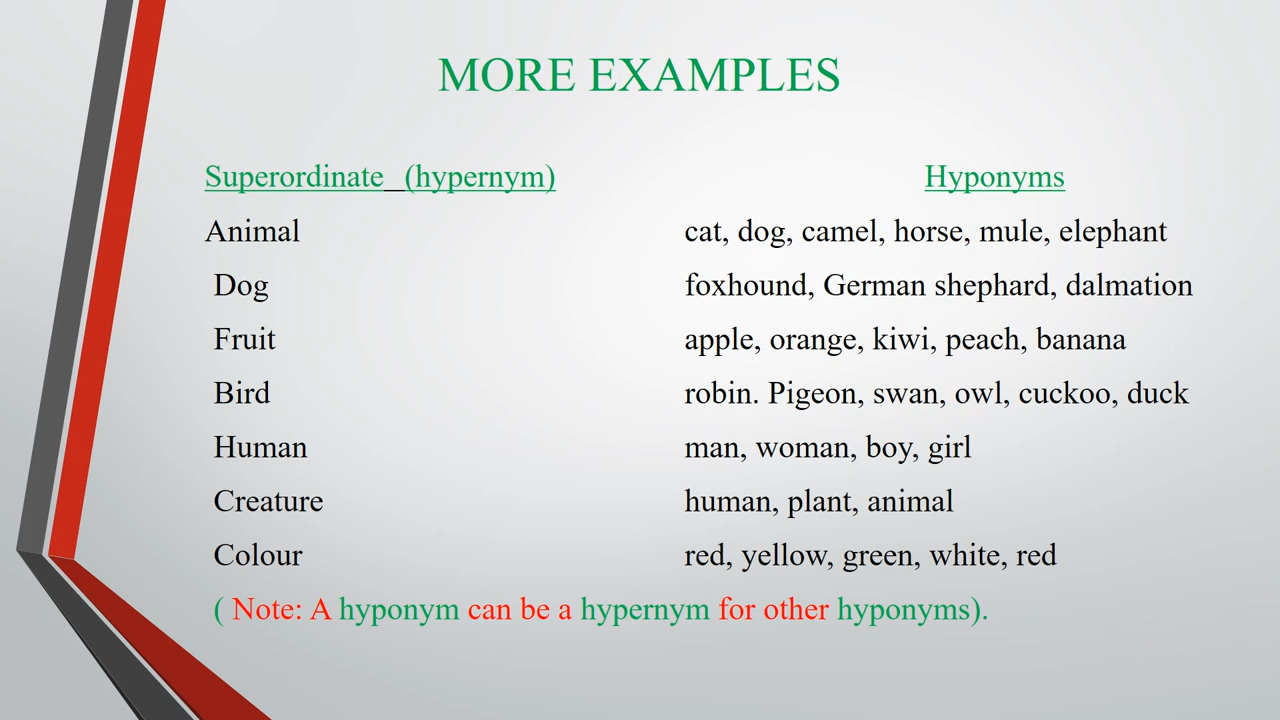 MORE EXAMPLES
Superordinate (hypernym) Hyponyms
Animal cat, dog, camel, horse, mule, elephant
Dog foxhound, German shephard, dalmation
Fruit apple, orange, kiwi, peach, banana
Bird robin. Pigeon, swan, owl, cuckoo, duck
Human man, woman, boy, girl
Creature human, plant, animal
Colour red, yellow, green, white, red
( Note: A hyponym can be a hypernym for other hyponyms).